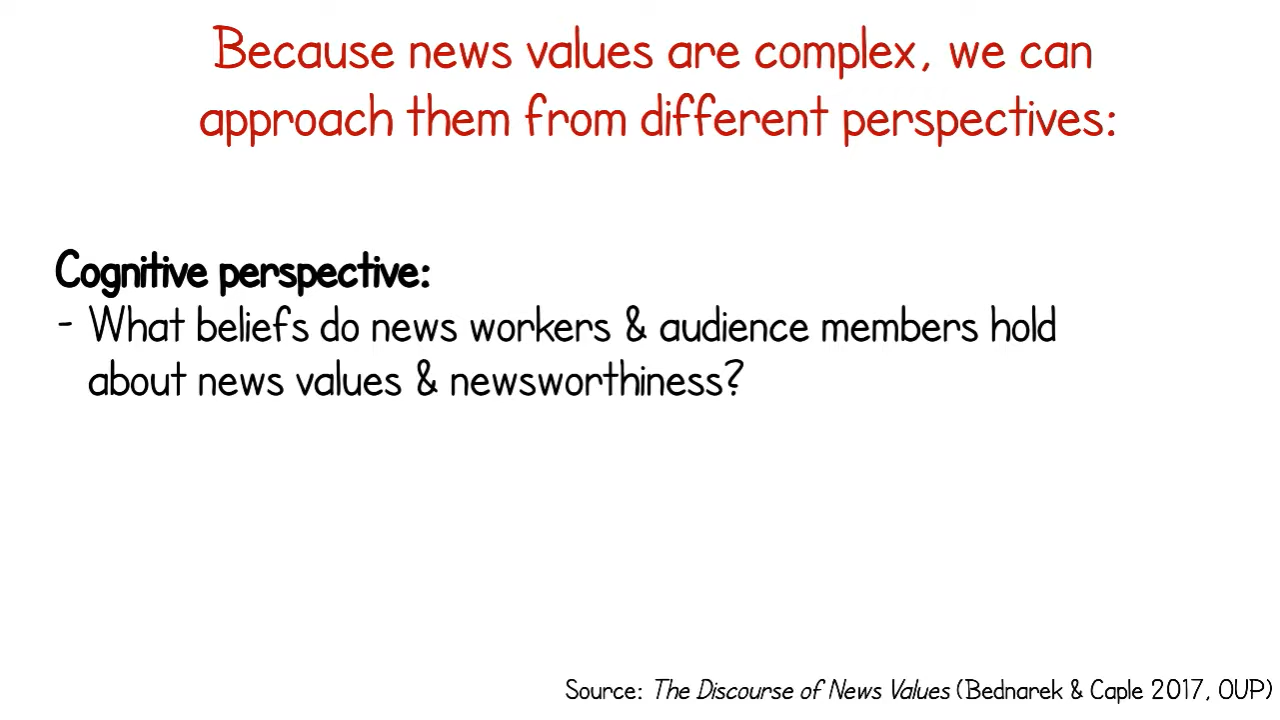 Because news values are complex, we can
approach them from different perspectives:
Cognitive perspective:
- What beliefs do news workers & audience members hold
about news values & newsworthiness?
Source: The Discourse of News Values (Bednarek & Caple 2017, OUP)